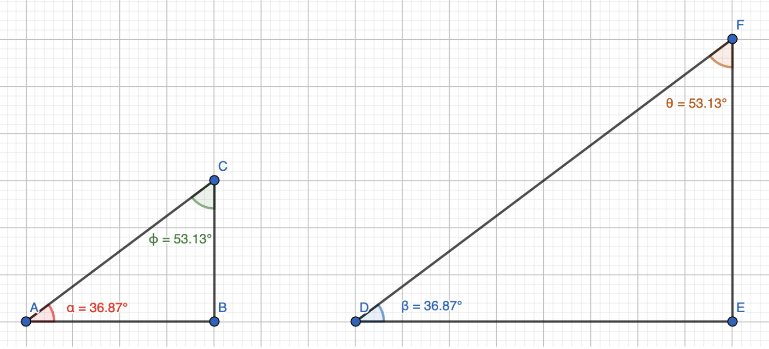 F
θ = 53.13°
C
ϕ = 53.13°
A
α = 36.87°
B
D
β = 36.87°
E